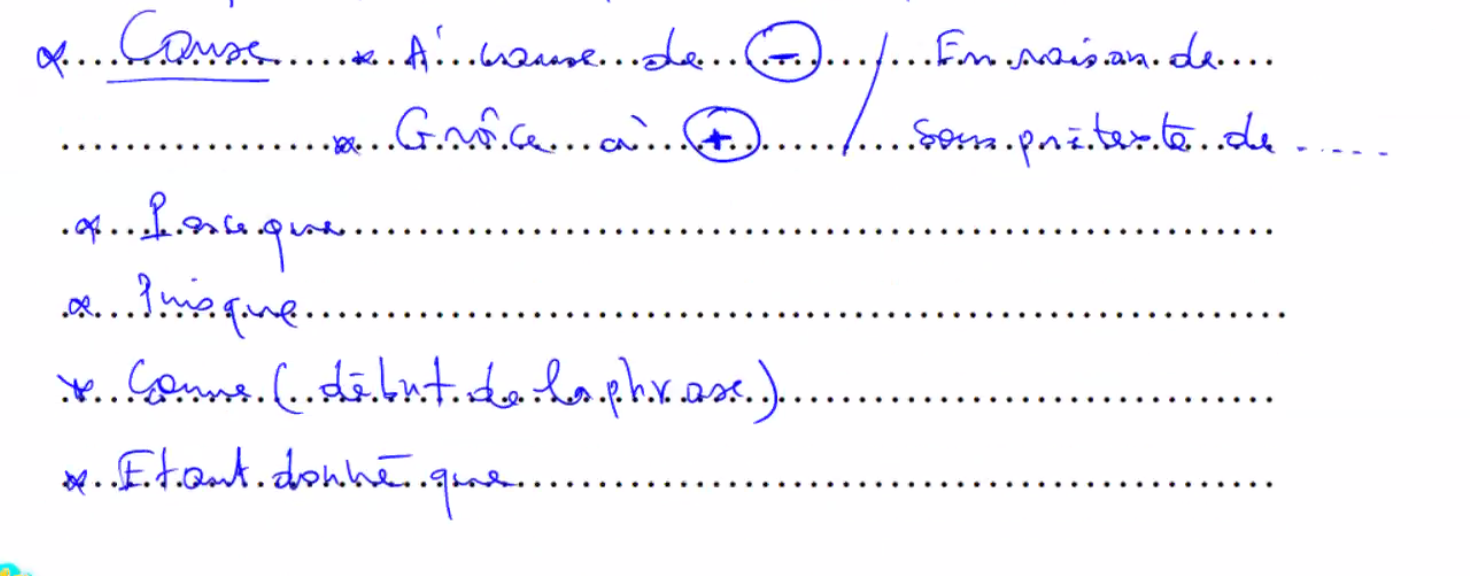 * Cause * A' cause de (-) / En raison de
* Grâce à (+) / sous prétexte de
* Parce que
* Puisque
* Comme (début de la phrase)
* Etant donné que